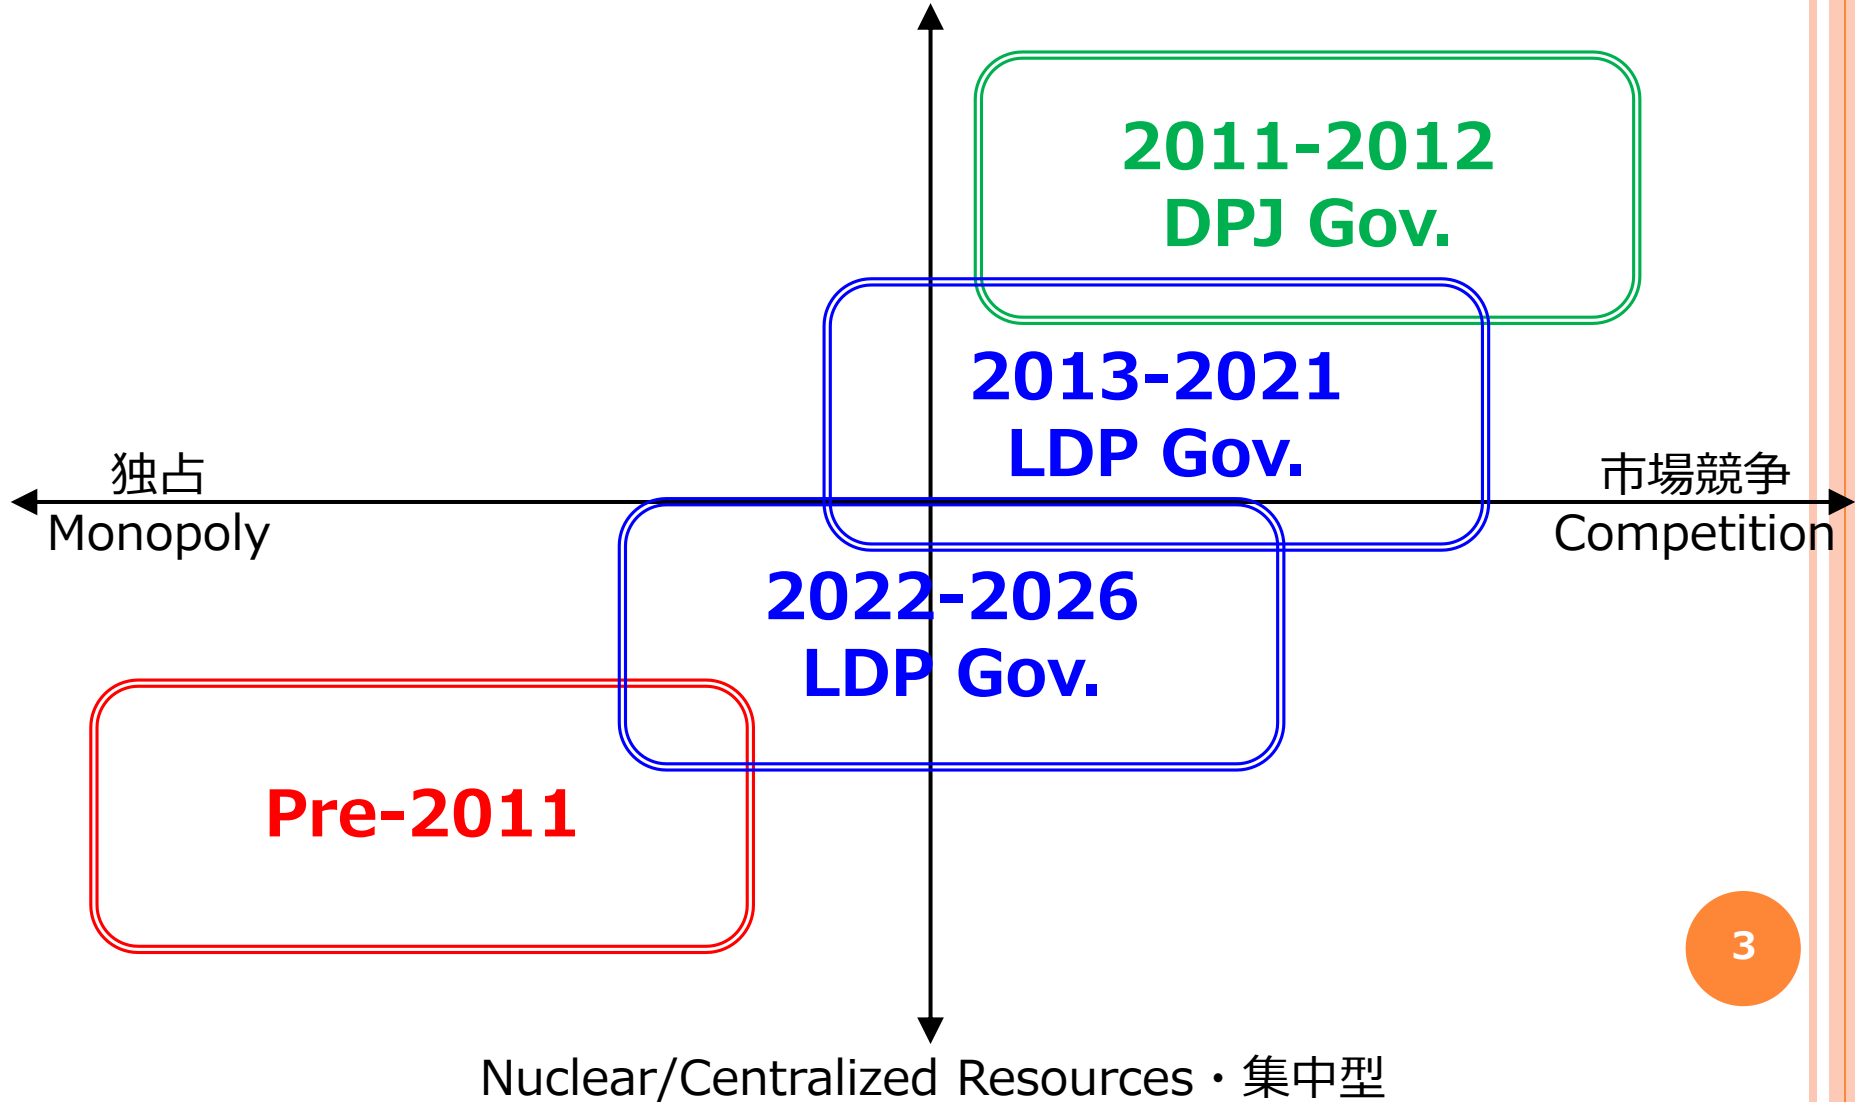 2011-2012
DPJ Gov.
2013-2021
LDP Gov.
独占
Monopoly
市場競争
Competition
2022-2026
LDP Gov.
Pre-2011
3
Nuclear/Centralized Resources・集中型